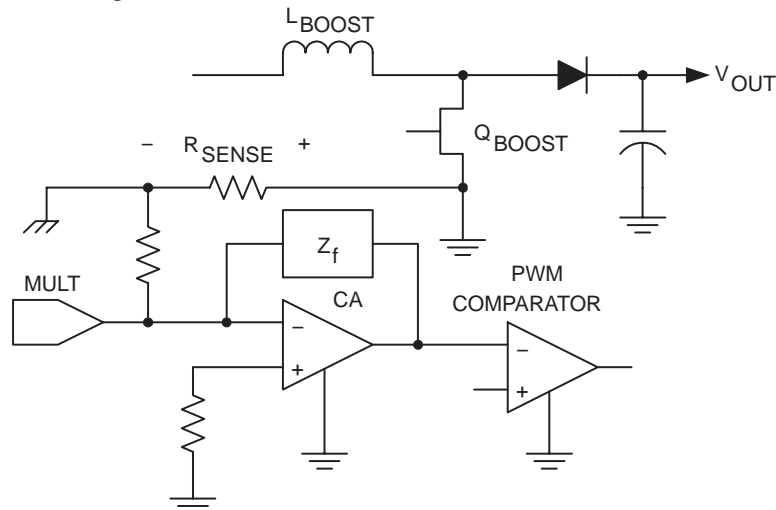 LBOOST
VOUT
– RSENSE +
QBOOST
Zf
MULT
CA
PWM
COMPARATOR
–
+
–
+